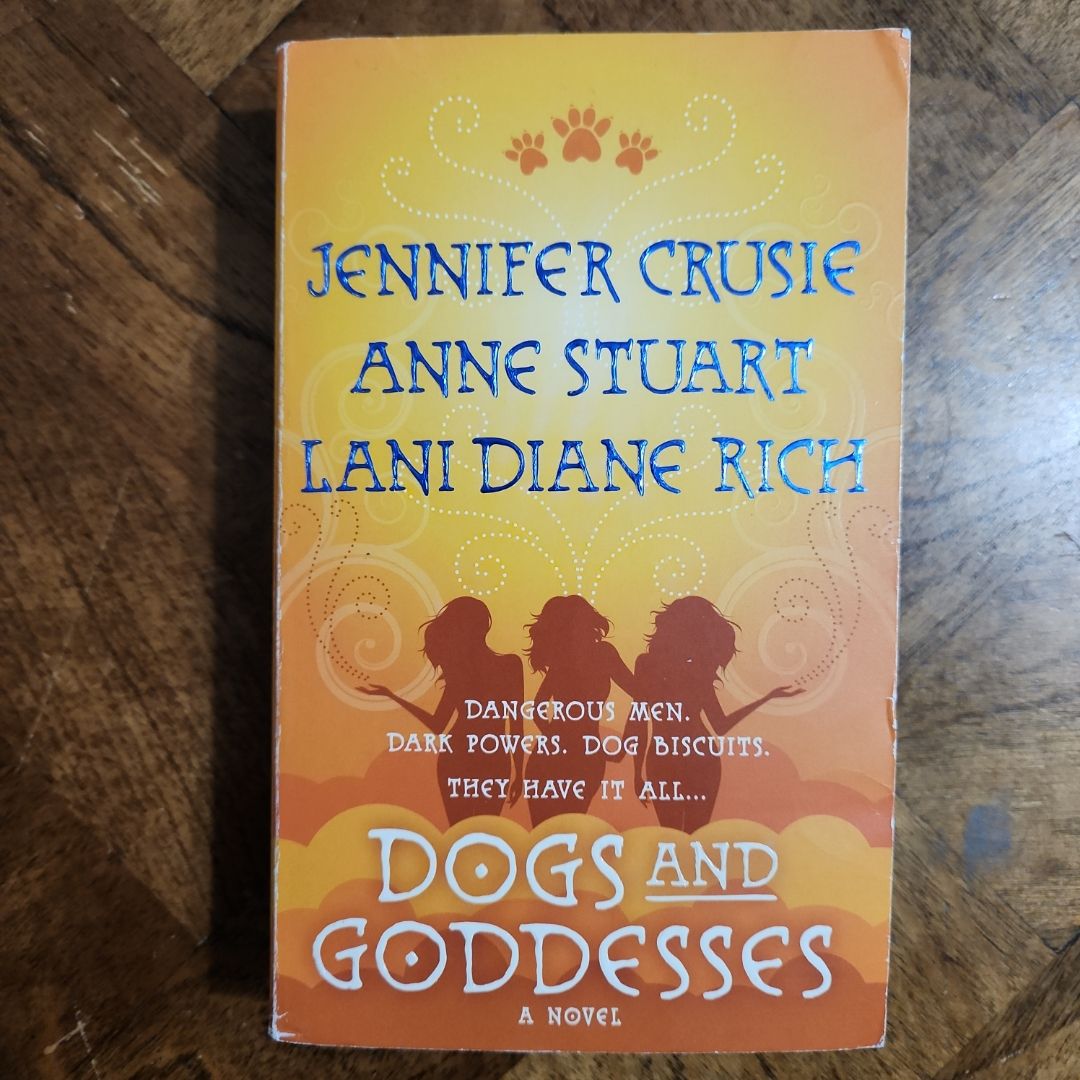 JENNIFER CRUSIE
ANNE STUART
LANI DIANE RICH
DANGEROUS MEN.
DARK POWERS. DOG BISCUITS.
THEY HAVE IT ALL...
DOGS AND
GODDESSES
A NOVEL